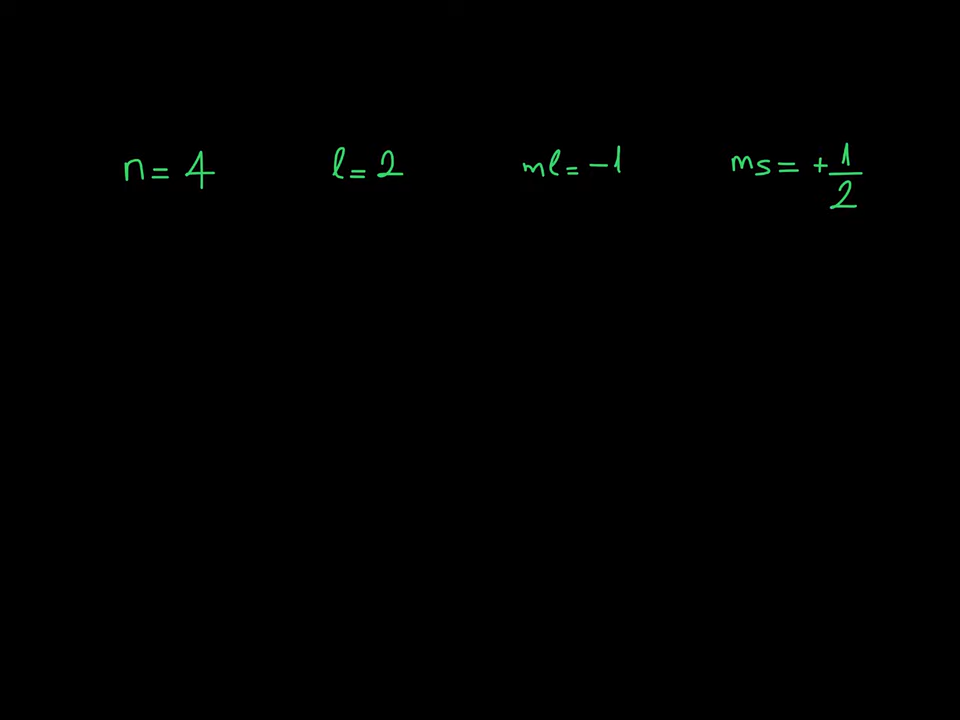 n = 4 l = 2 ml = -1 ms = + 1/2